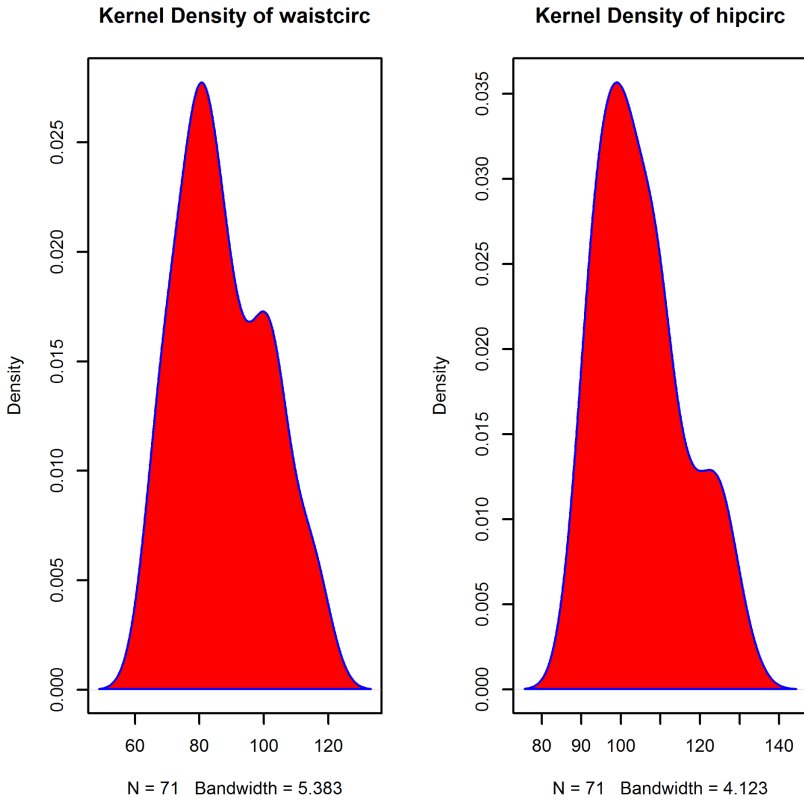 Kernel Density of waistcirc
Density
0.025
0.020
0.015
0.010
0.005
0.000
60 80 100 120
N = 71 Bandwidth = 5.383
Kernel Density of hipcirc
Density
0.035
0.030
0.025
0.020
0.015
0.010
0.005
0.000
80 90 100 120 140
N = 71 Bandwidth = 4.123